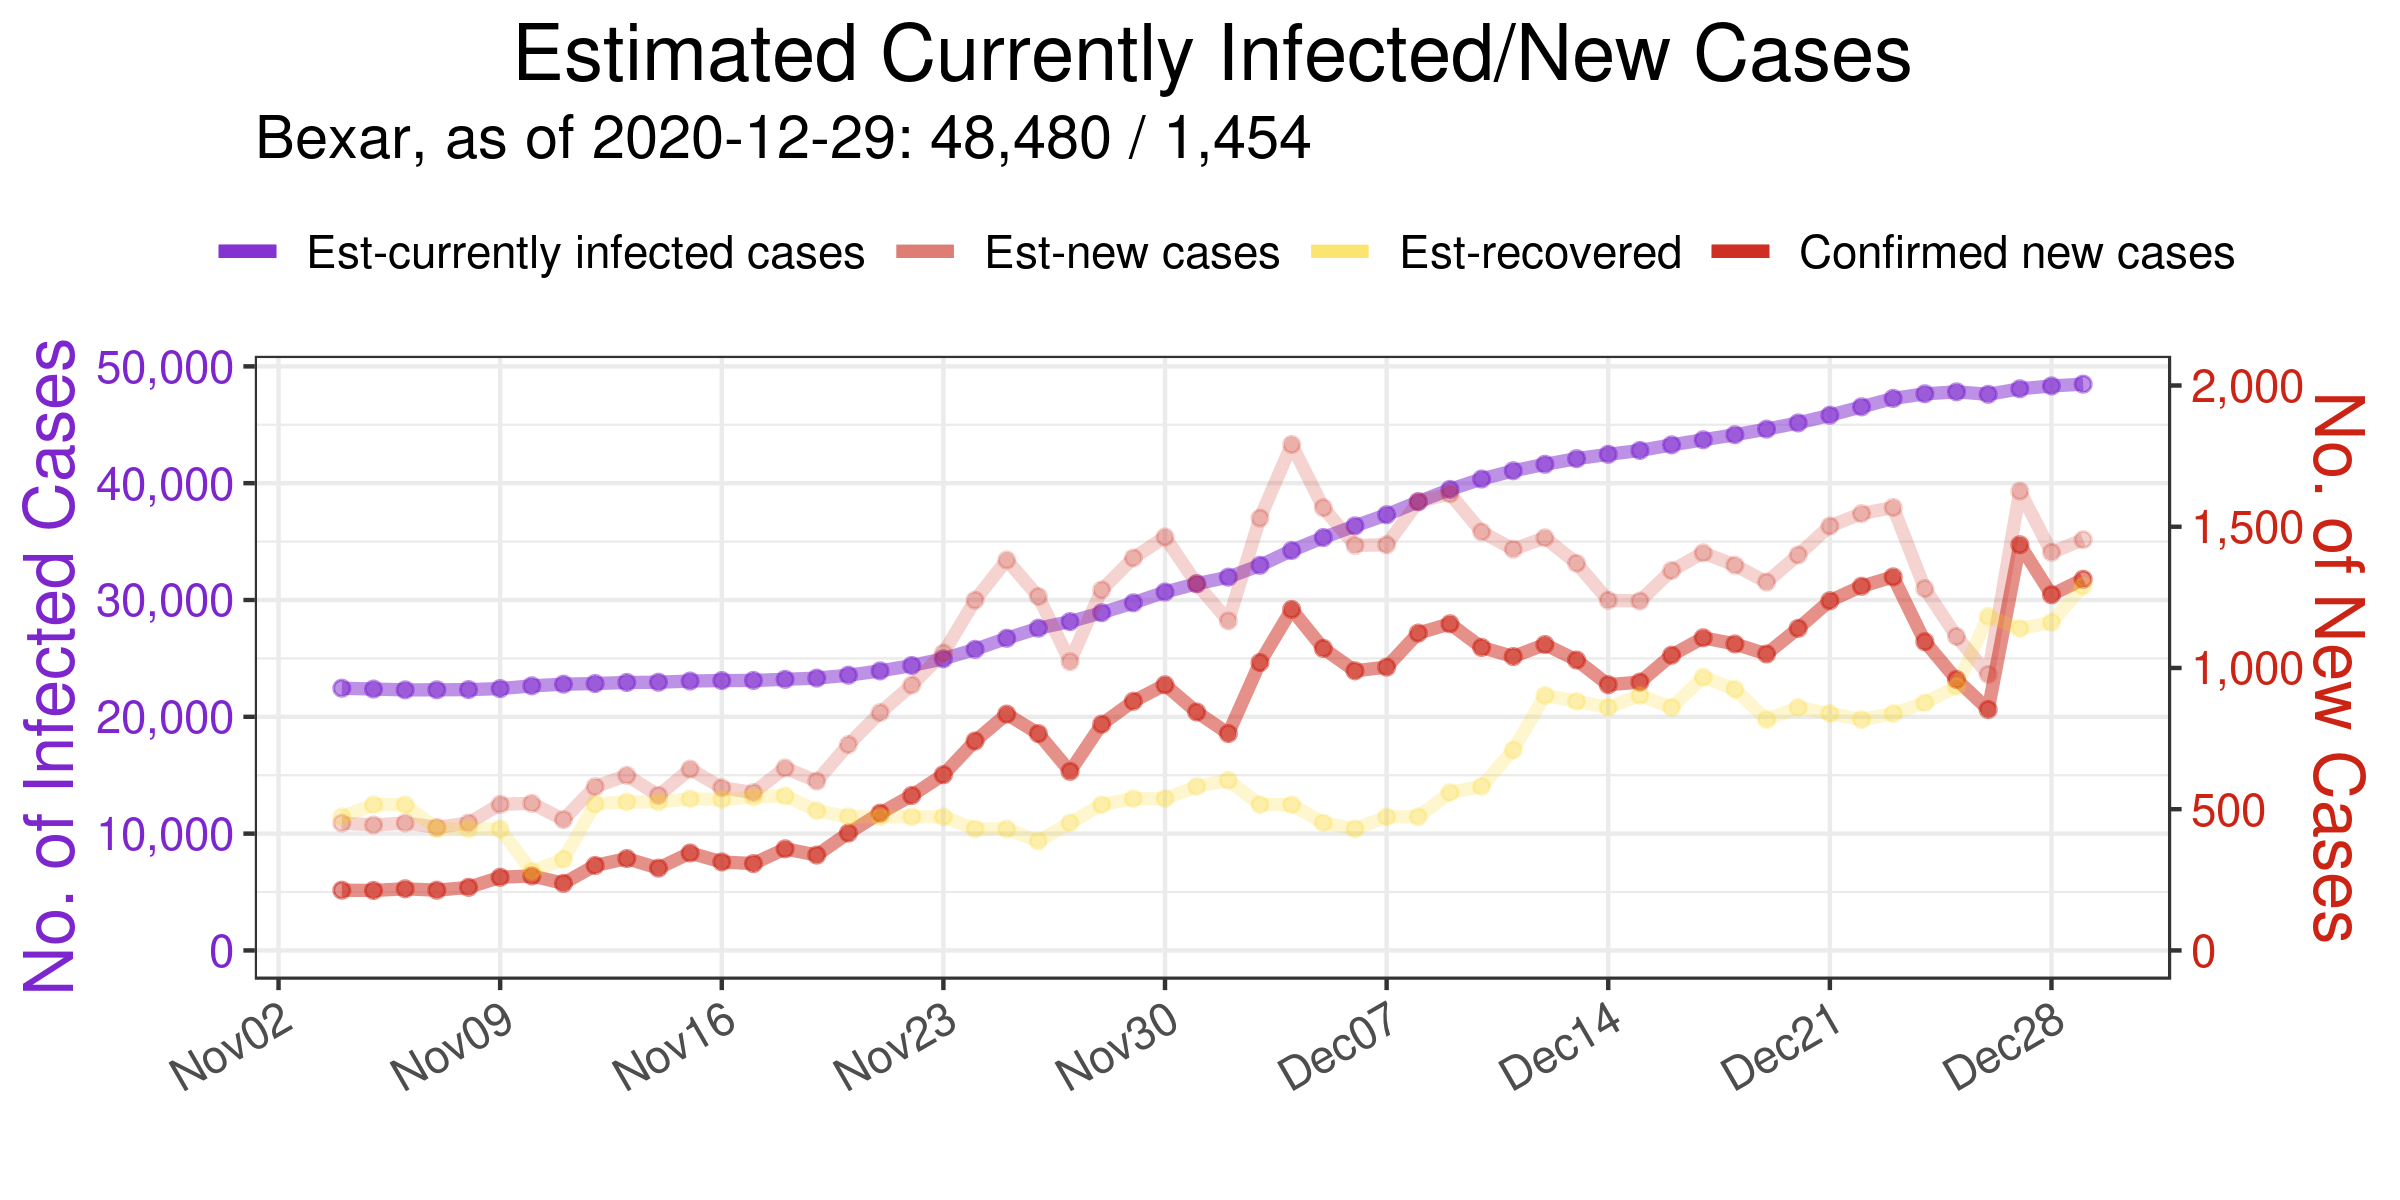 Estimated Currently Infected/New Cases
Bexar, as of 2020-12-29: 48,480 / 1,454
Est-currently infected cases
Est-new cases
Est-recovered
Confirmed new cases
No. of Infected Cases
50,000
40,000
30,000
20,000
10,000
0
2,000
1,500
1,000
500
0
No. of New Cases
Nov02
Nov09
Nov16
Nov23
Nov30
Dec07
Dec14
Dec21
Dec28